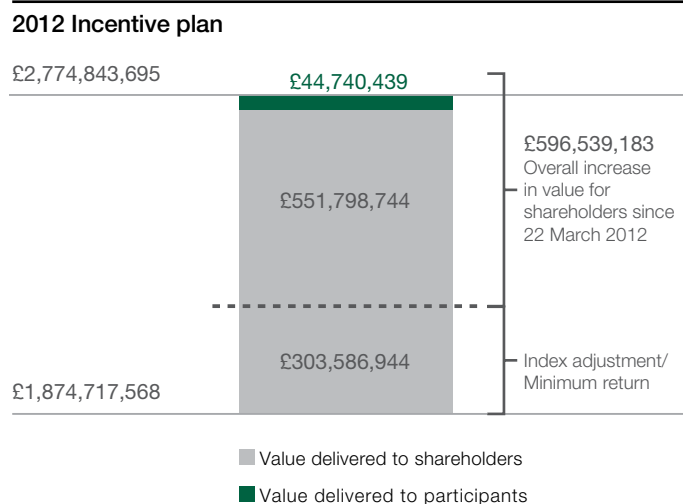 2012 Incentive plan
£2,774,843,695
£44,740,439
£596,539,183
Overall increase
in value for
shareholders since
22 March 2012
£551,798,744
£303,586,944
Index adjustment/
Minimum return
£1,874,717,568
Value delivered to shareholders
Value delivered to participants